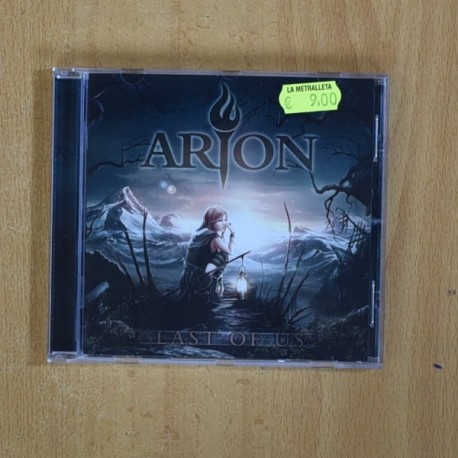 LA METRALLETA
€ 9.00
ARION
LAST OF US